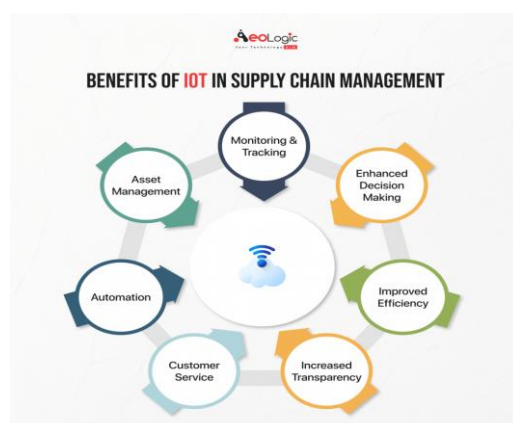 AeoLogic
BENEFITS OF IOT IN SUPPLY CHAIN MANAGEMENT
Monitoring &
Tracking
Enhanced
Decision
Making
Improved
Efficiency
Increased
Transparency
Customer
Service
Automation
Asset
Management